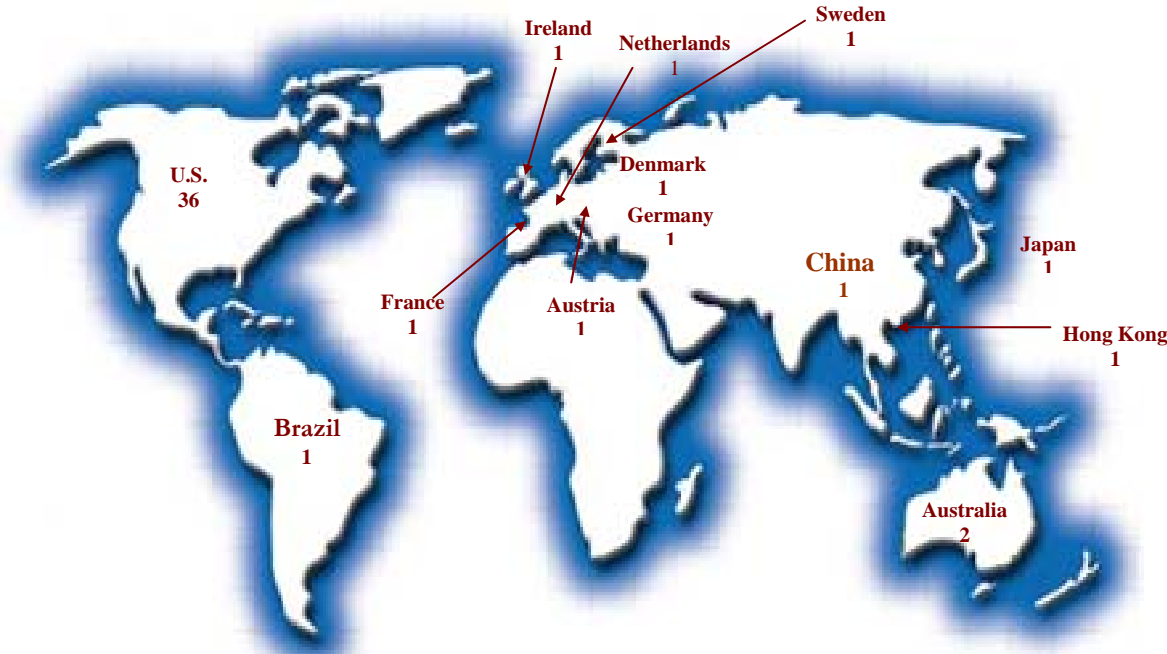 Sweden
1
Ireland
1
Netherlands
1
U.S.
36
Denmark
1
Germany
1
Japan
1
China
1
France
1
Austria
1
Hong Kong
1
Brazil
1
Australia
2